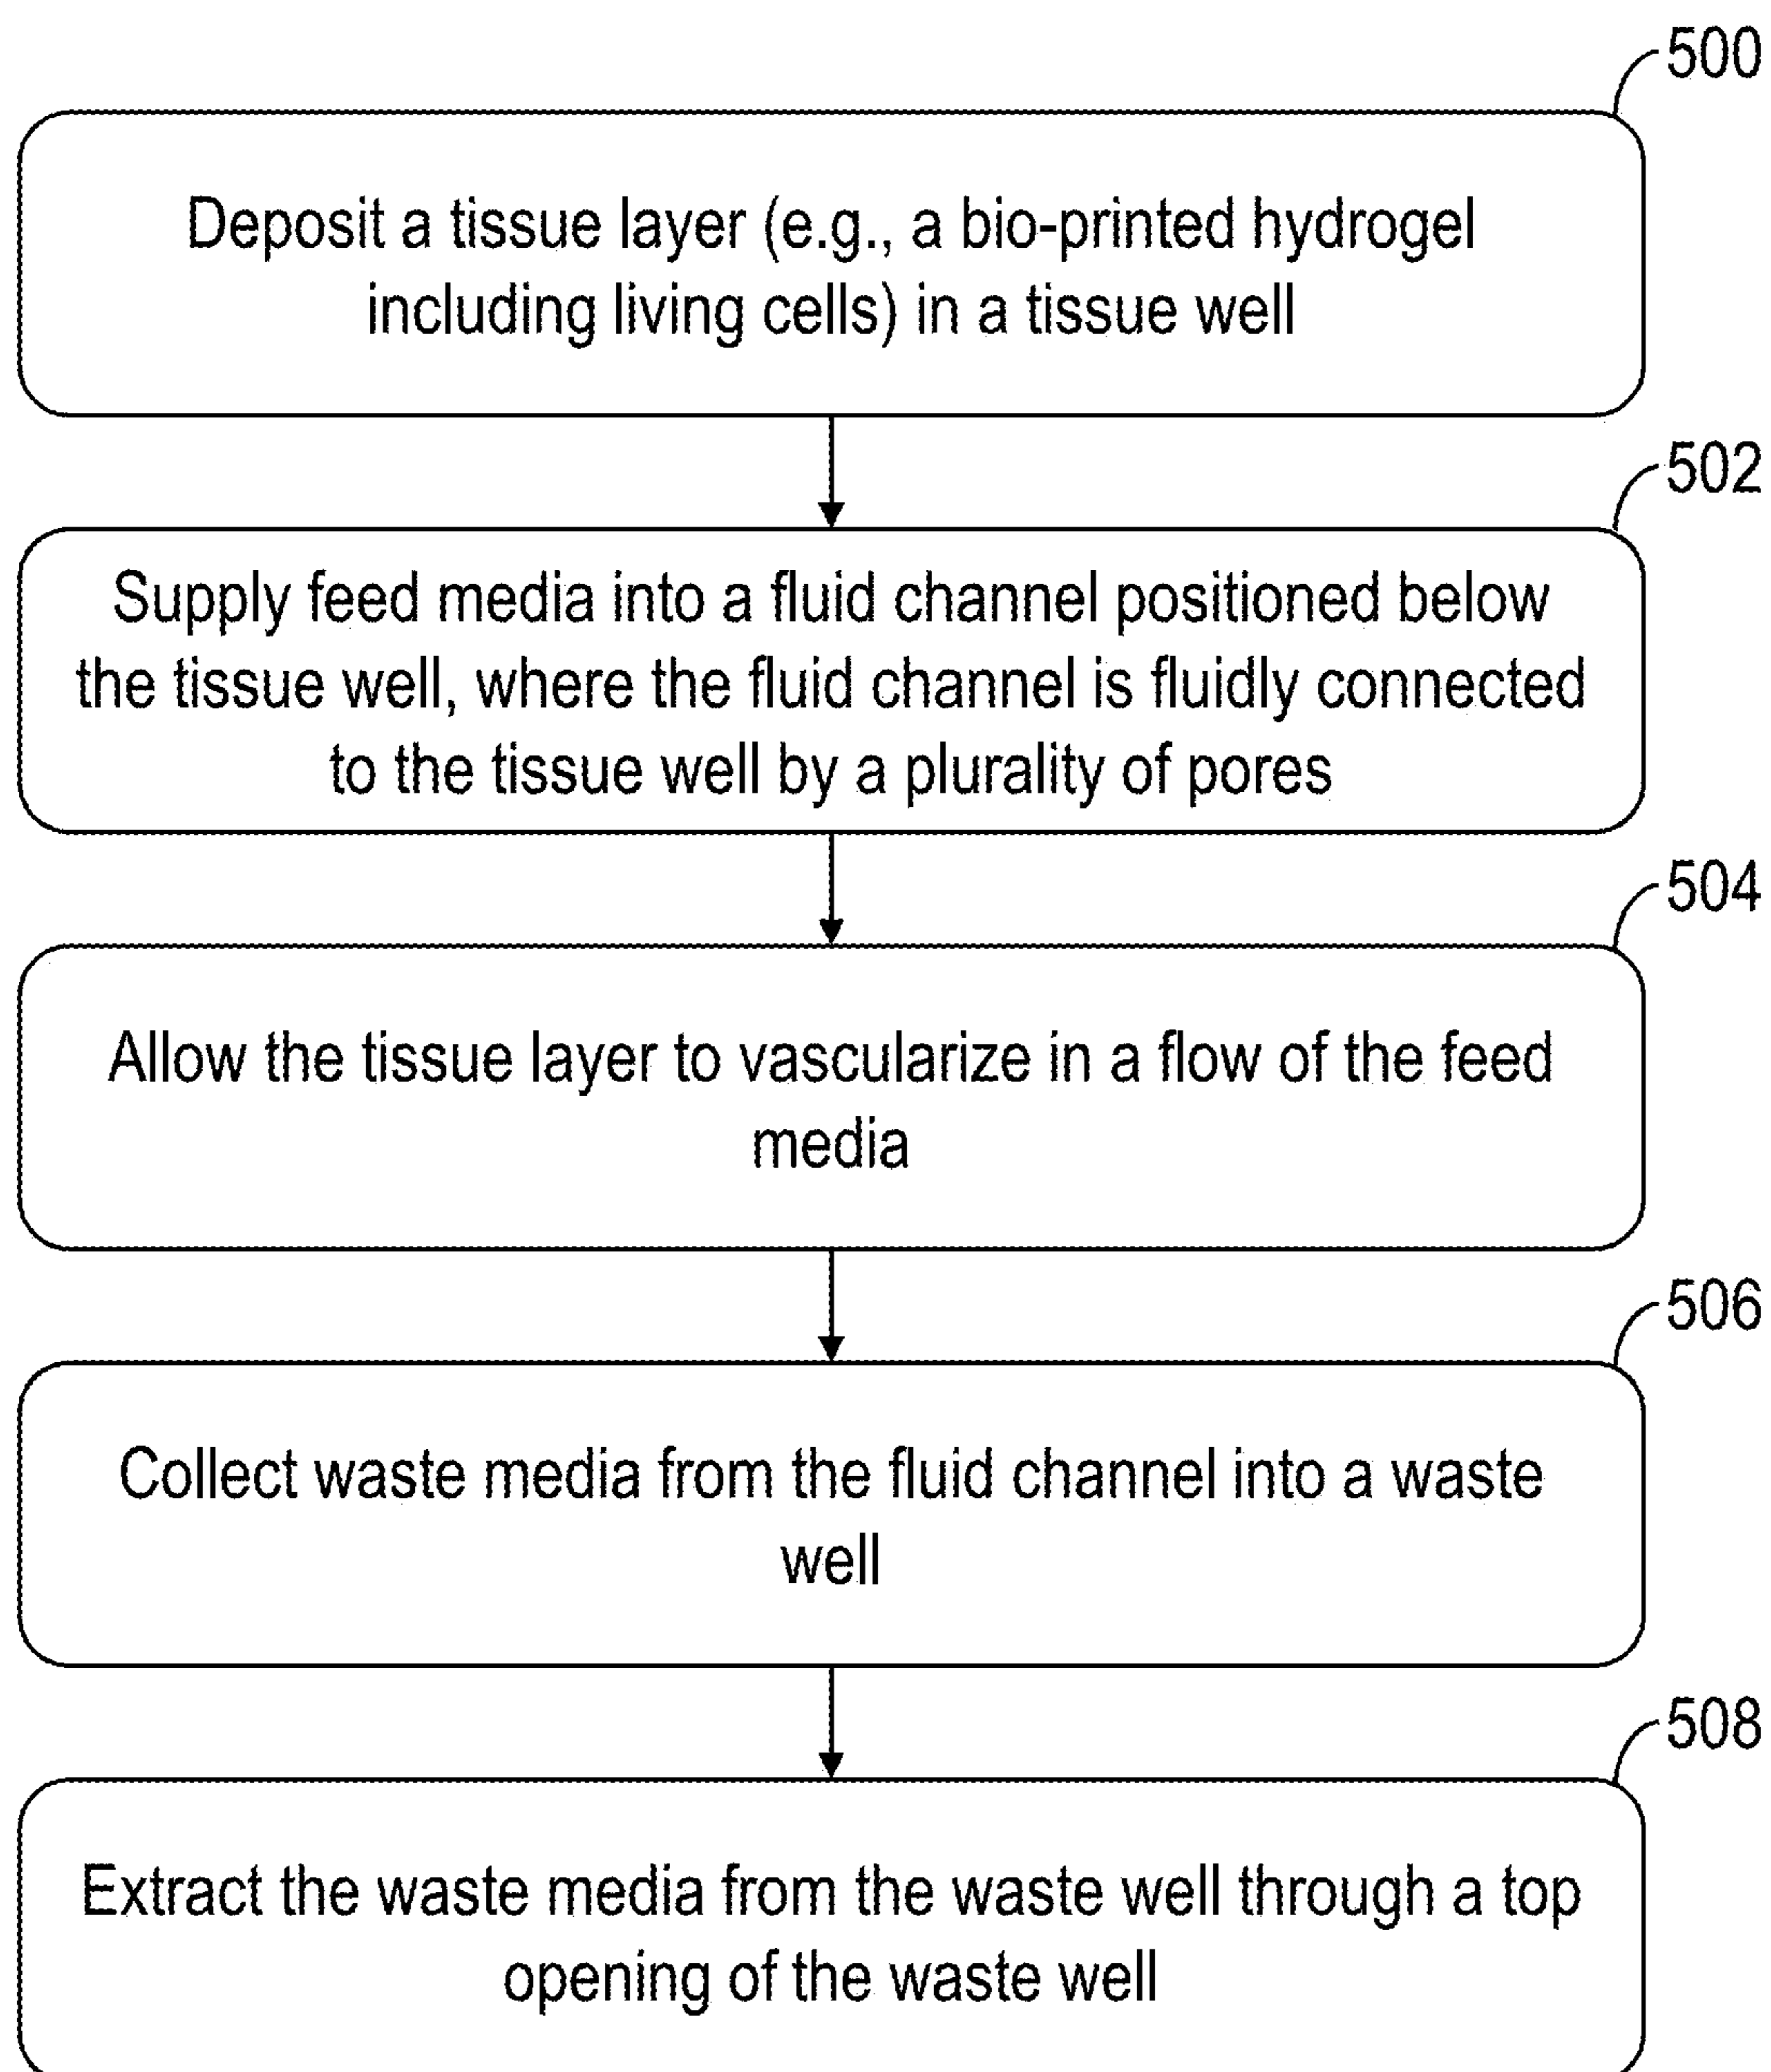 500
Deposit a tissue layer (e.g., a bio-printed hydrogel
including living cells) in a tissue well
502
Supply feed media into a fluid channel positioned below
the tissue well, where the fluid channel is fluidly connected
to the tissue well by a plurality of pores
504
Allow the tissue layer to vascularize in a flow of the feed
media
506
Collect waste media from the fluid channel into a waste
well
508
Extract the waste media from the waste well through a top
opening of the waste well